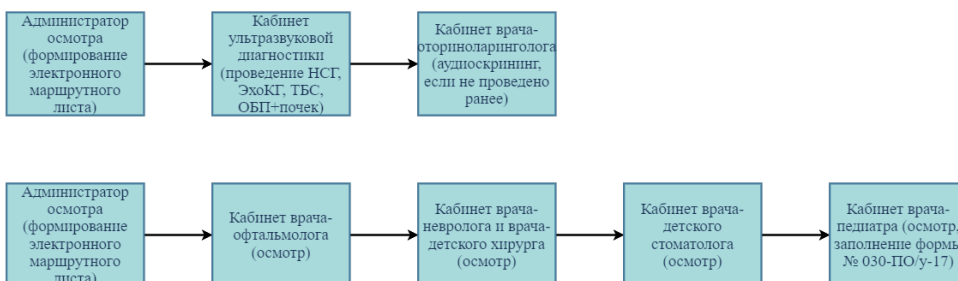 Администратор
осмотра
(формирование
электронного
маршрутного
листа)
Кабинет
ультразвуковой
диагностики
(проведение НСГ,
ЭхоКГ, ТБС,
ОБП+почек)
Кабинет врача-
оториноларинголога
(аудиоскрининг,
если не проведено
ранее)
Администратор
осмотра
(формирование
электронного
маршрутного
листа)
Кабинет врача-
офтальмолога
(осмотр)
Кабинет врача-
невролога и врача-
детского хирурга
(осмотр)
Кабинет врача-
детского
стоматолога
(осмотр)
Кабинет врача-
педиатра (осмотр,
заполнение формы
№ 030-ПО/у-17)